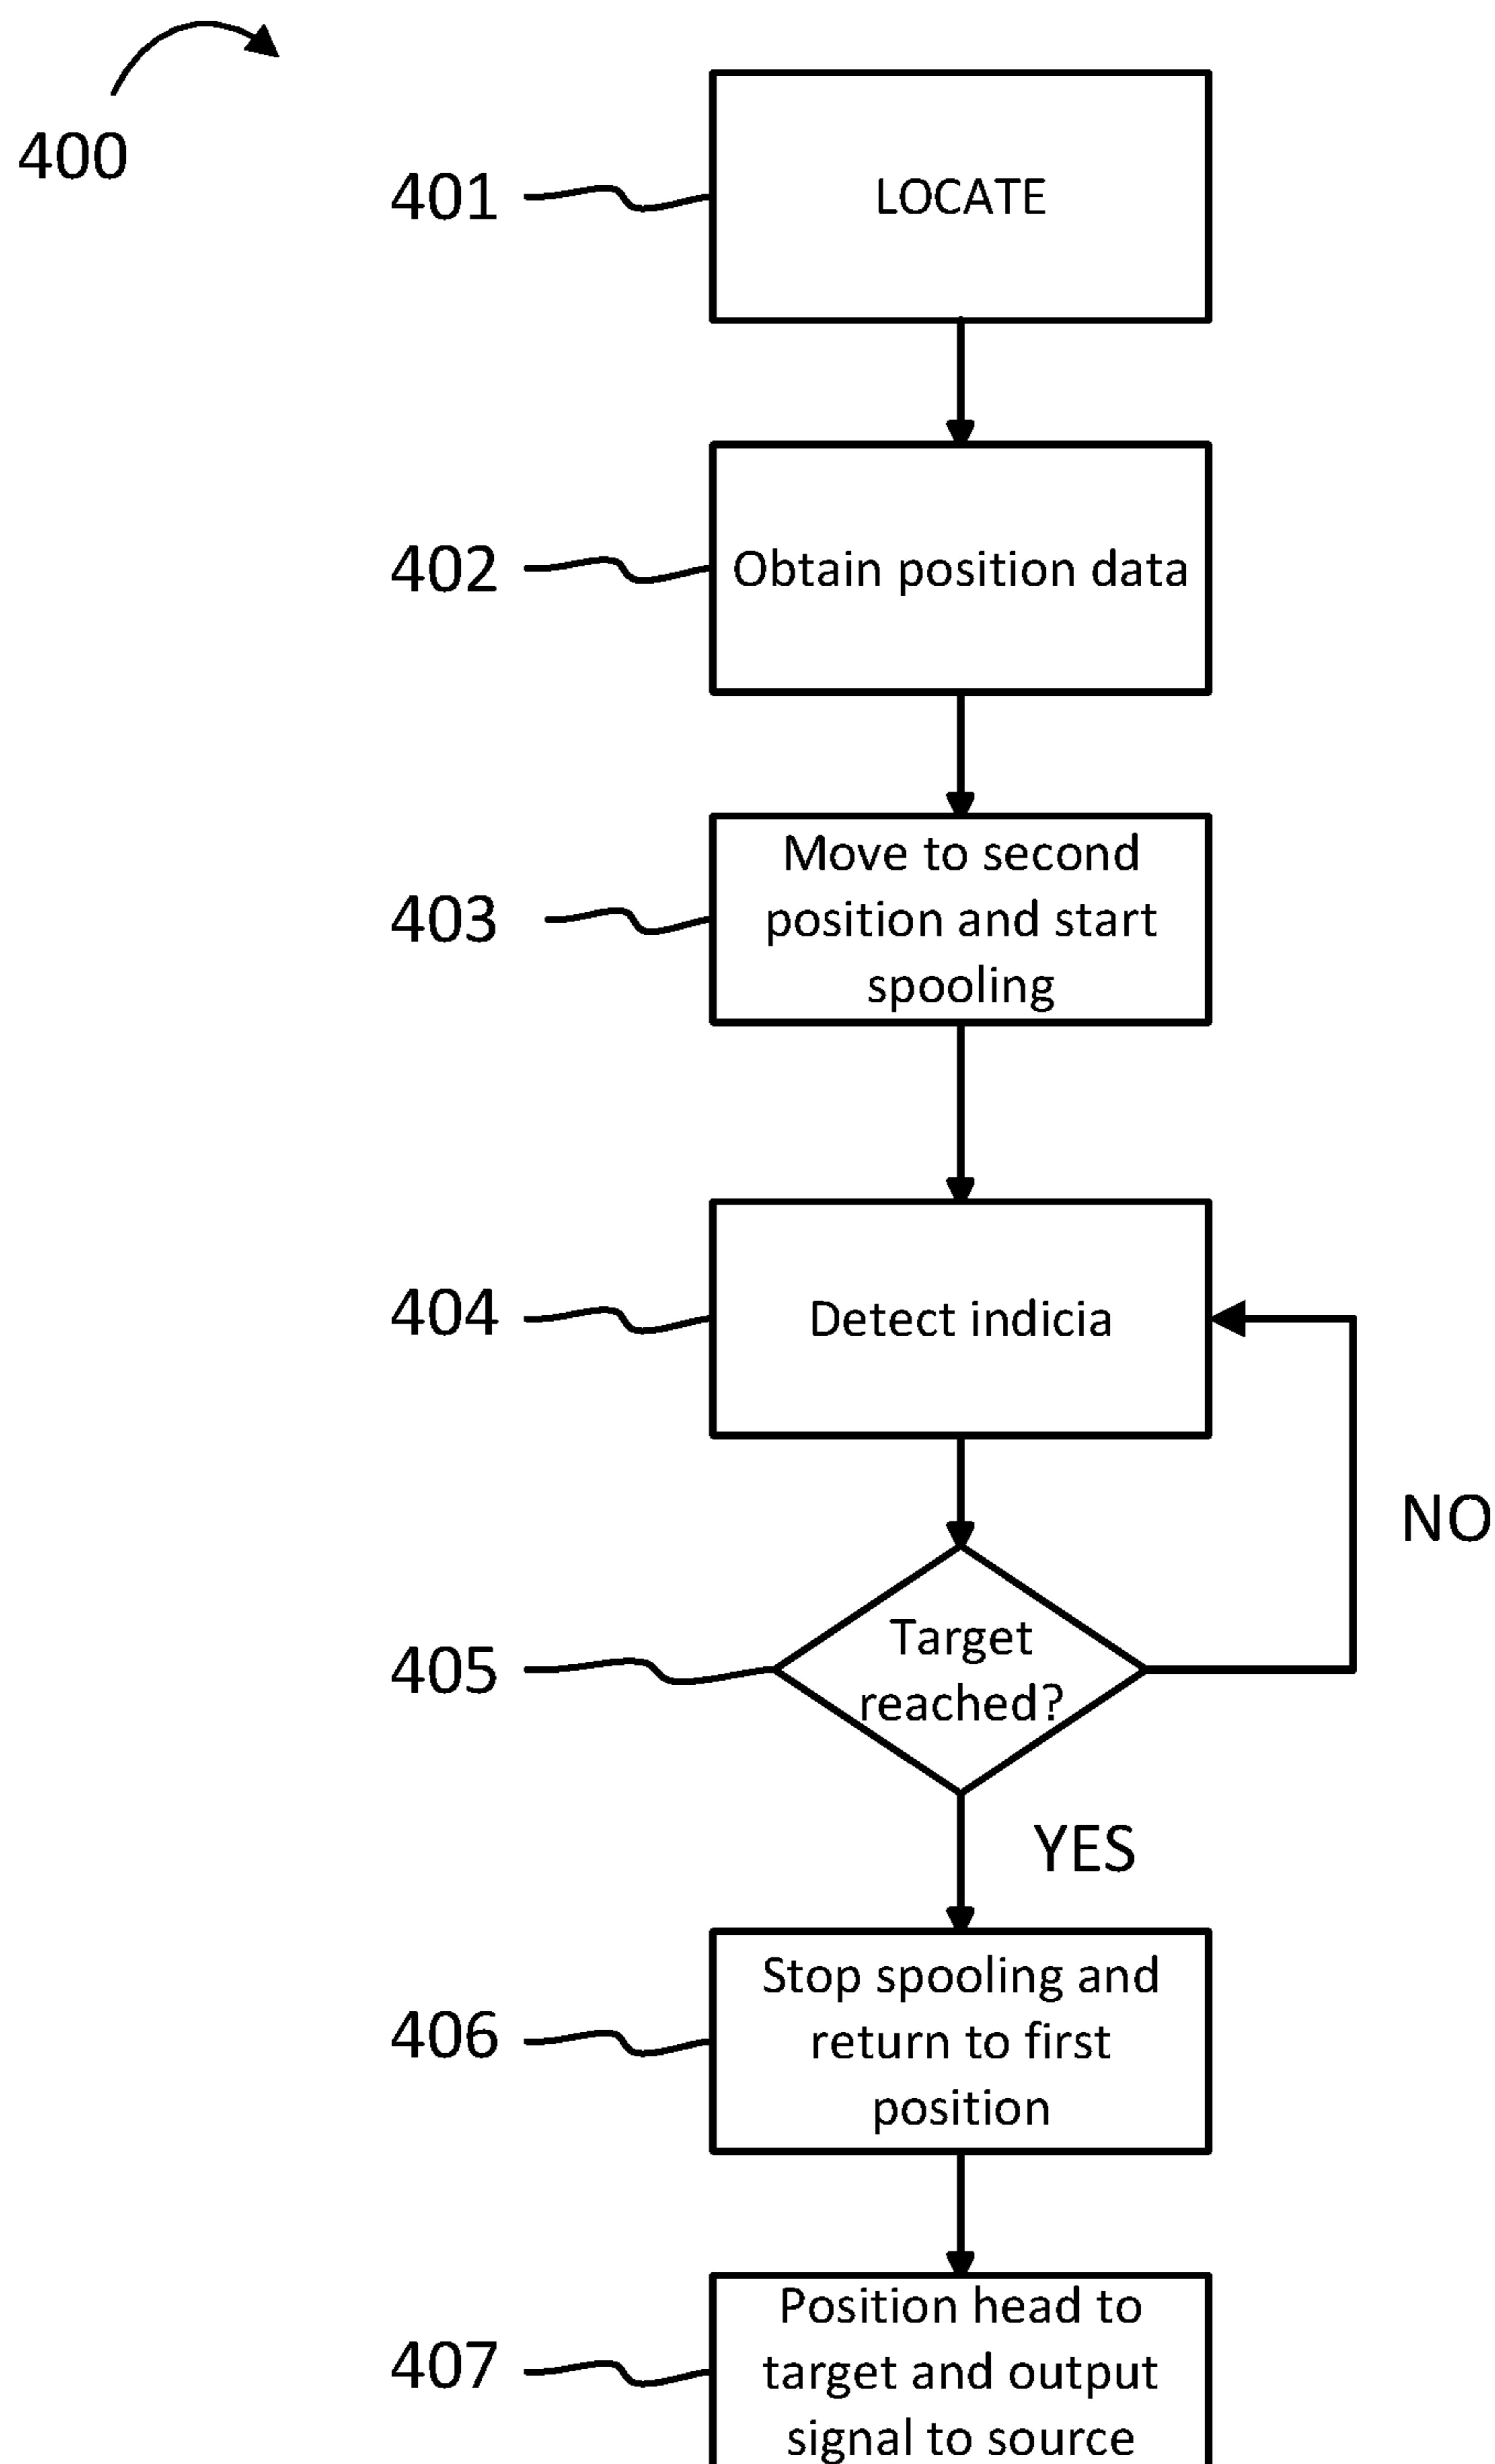 400
401
LOCATE
402
Obtain position data
403
Move to second
position and start
spooling
404
Detect indicia
NO
405
Target
reached?
YES
406
Stop spooling and
return to first
position
407
Position head to
target and output
signal to source